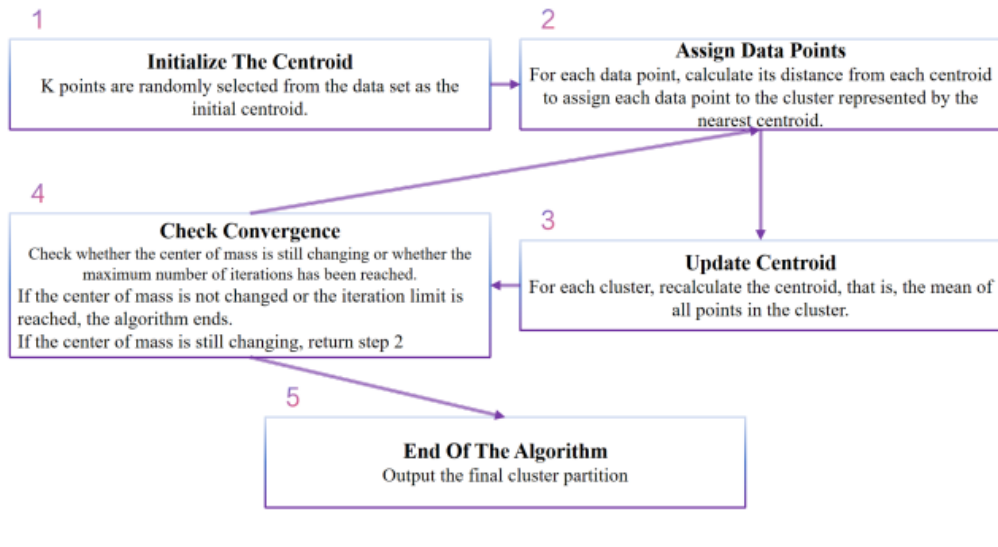 1
Initialize The Centroid
K points are randomly selected from the data set as the
initial centroid.
2
Assign Data Points
For each data point, calculate its distance from each centroid
to assign each data point to the cluster represented by the
nearest centroid.
3
Update Centroid
For each cluster, recalculate the centroid, that is, the mean of
all points in the cluster.
4
Check Convergence
Check whether the center of mass is still changing or whether the
maximum number of iterations has been reached.
If the center of mass is not changed or the iteration limit is
reached, the algorithm ends.
If the center of mass is still changing, return step 2
5
End Of The Algorithm
Output the final cluster partition